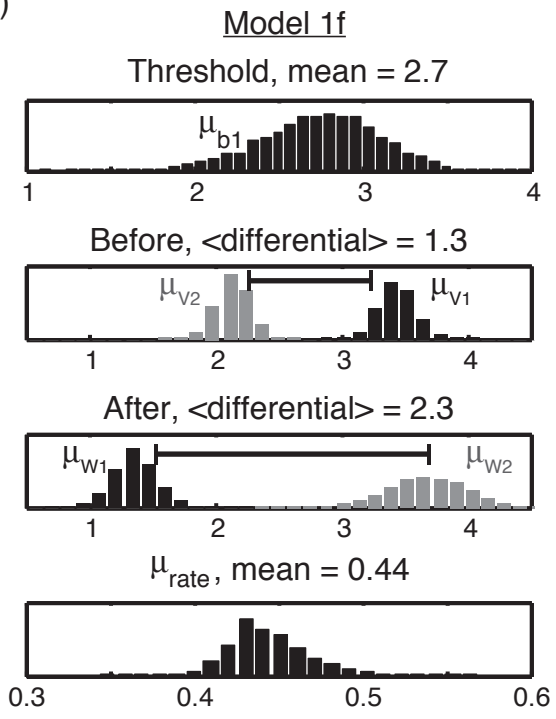 )
Model 1f
Threshold, mean = 2.7
μb1
1 2 3 4
Before, <differential> = 1.3
μV2 μV1
1 2 3 4
After, <differential> = 2.3
μW1 μW2
1 2 3 4
μrate, mean = 0.44
0.3 0.4 0.5 0.6